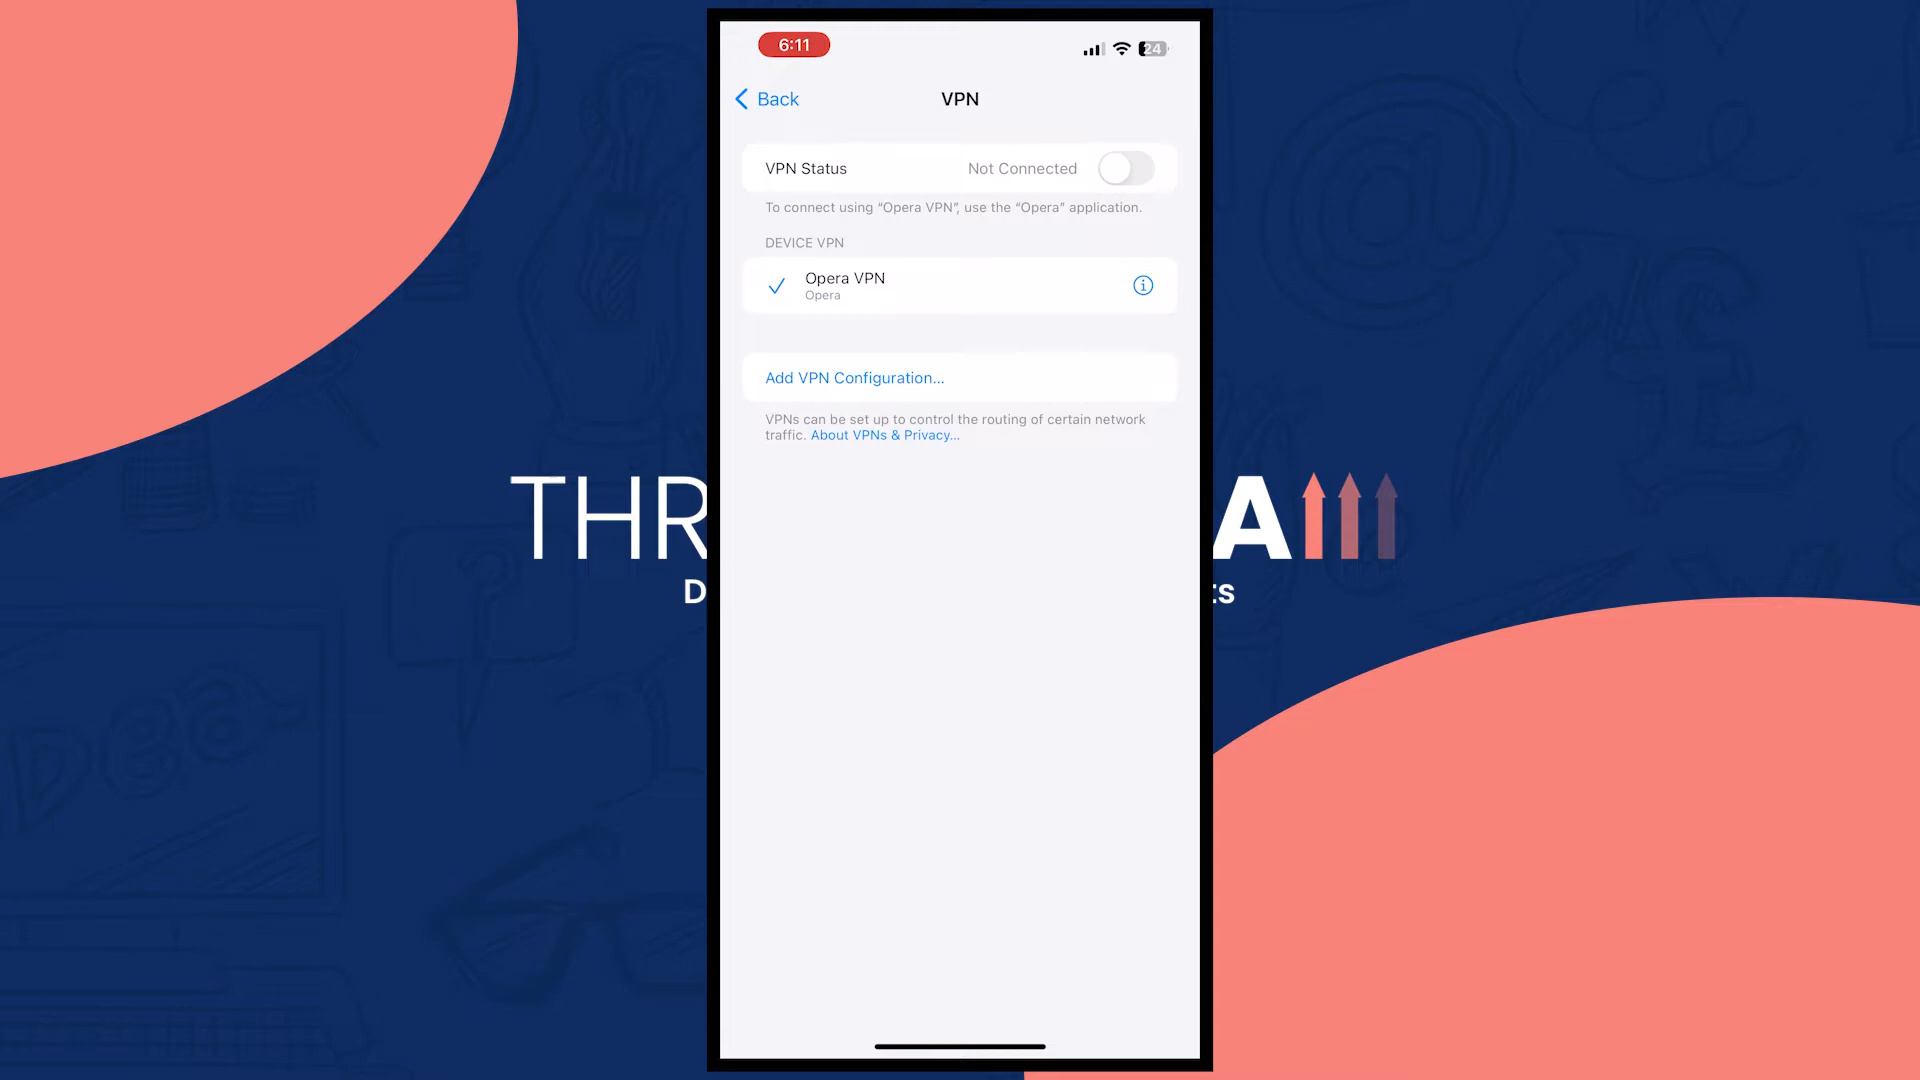 6:11
24
Back
VPN
VPN Status
Not Connected
To connect using “Opera VPN”, use the “Opera” application.
DEVICE VPN
Opera VPN
Opera
Add VPN Configuration...
VPNs can be set up to control the routing of certain network
traffic. About VPNs & Privacy...
THR
A
D
ts